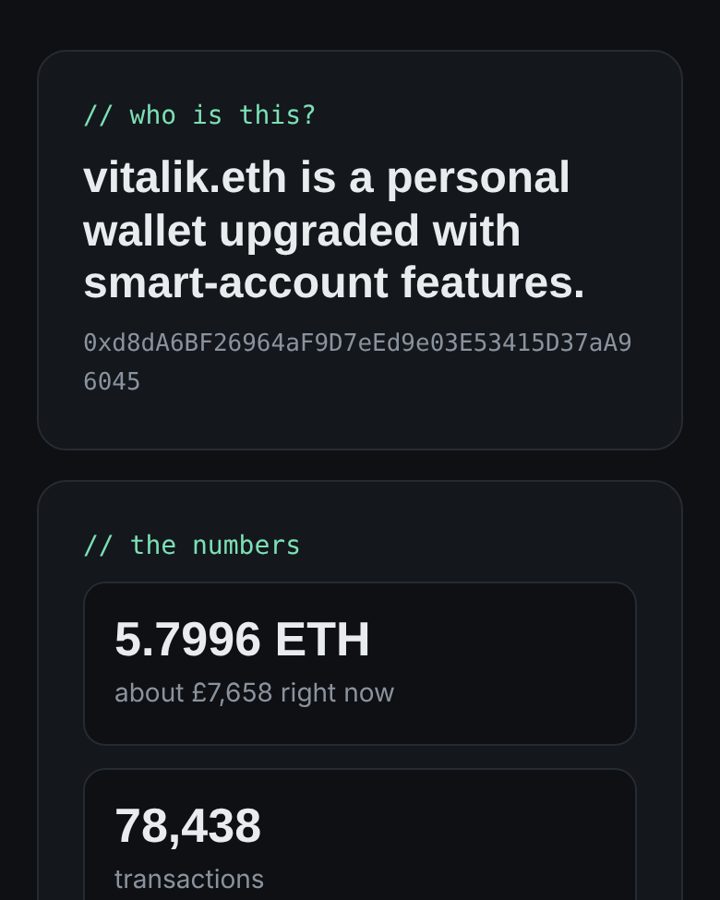 // who is this?
vitalik.eth is a personal
wallet upgraded with
smart-account features.
0xd8dA6BF26964aF9D7eEd9e03E53415D37aA9
6045
// the numbers
5.7996 ETH
about £7,658 right now
78,438
transactions